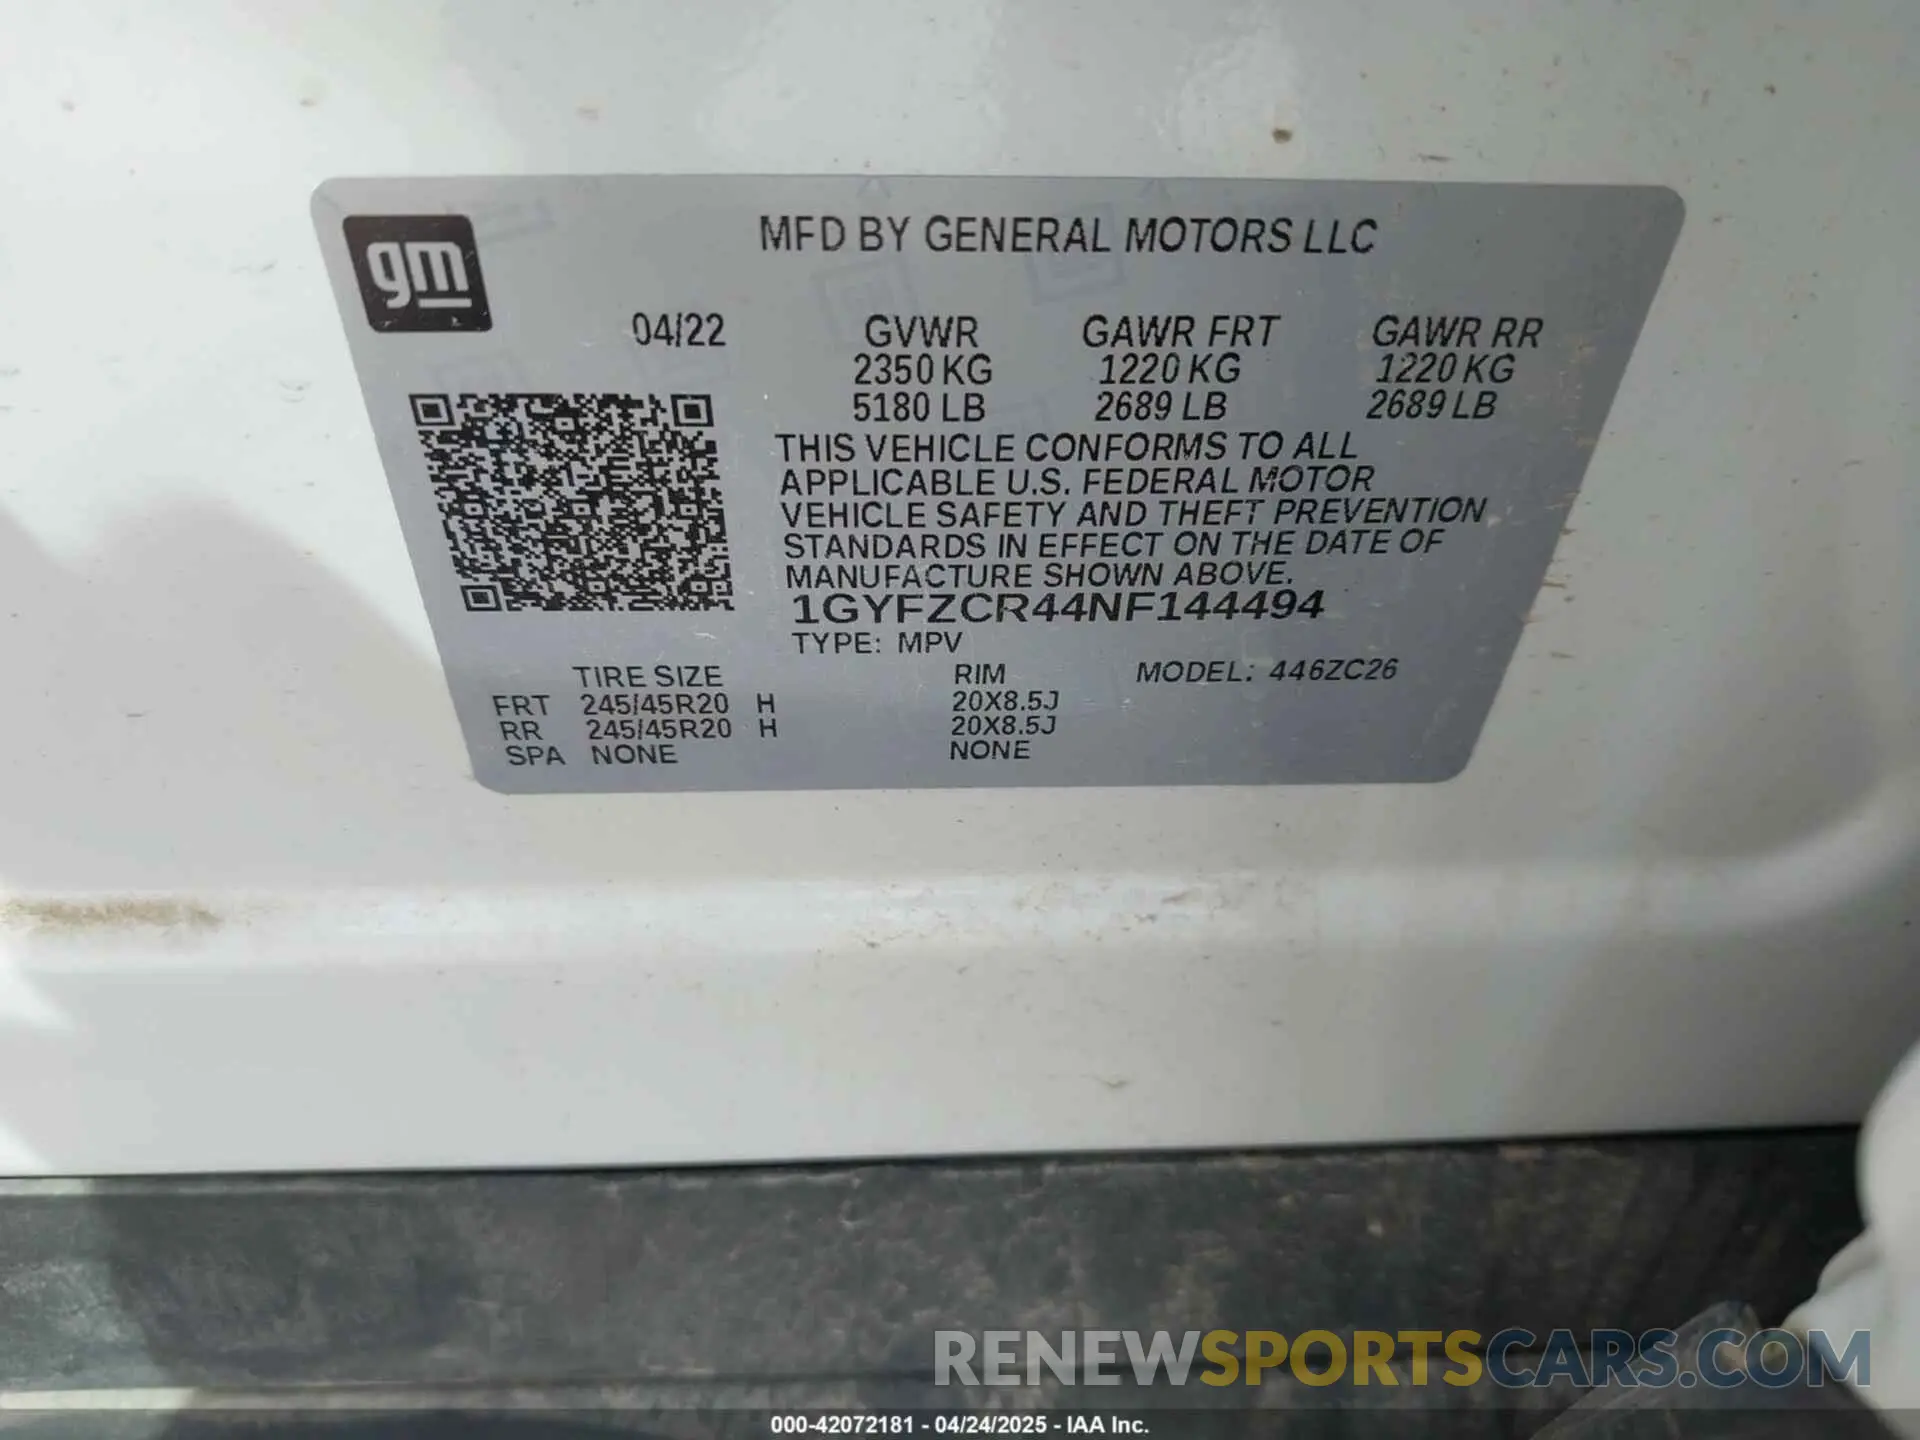 MFD BY GENERAL MOTORS LLC
gm
04/22 GVWR GAWR FRT GAWR RR
2350 KG 1220 KG 1220 KG
5180 LB 2689 LB 2689 LB
THIS VEHICLE CONFORMS TO ALL
APPLICABLE U.S. FEDERAL MOTOR
VEHICLE SAFETY AND THEFT PREVENTION
STANDARDS IN EFFECT ON THE DATE OF
MANUFACTURE SHOWN ABOVE.
1GYFZCR44NF144494
TYPE: MPV
TIRE SIZE RIM MODEL: 446ZC26
FRT 245/45R20 H 20X8.5J
RR 245/45R20 H 20X8.5J
SPA NONE NONE
RENEWSPORTSCARS.COM
000-42072181 - 04/24/2025 - IAA Inc.